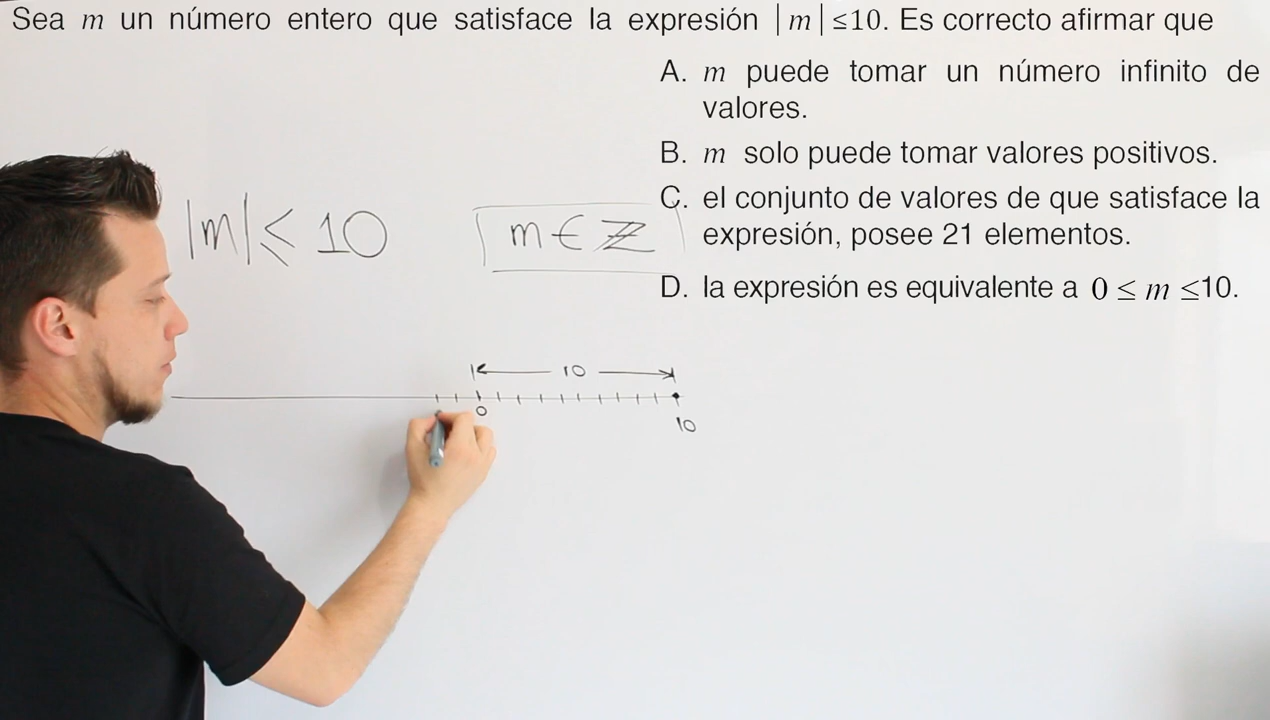 Sea m un número entero que satisface la expresión |m| ≤10. Es correcto afirmar que
A. m puede tomar un número infinito de
valores.
B. m solo puede tomar valores positivos.
C. el conjunto de valores de que satisface la
expresión, posee 21 elementos.
D. la expresión es equivalente a 0 ≤ m ≤10.
|m| ≤ 10
m ∈ ℤ
10
0
10